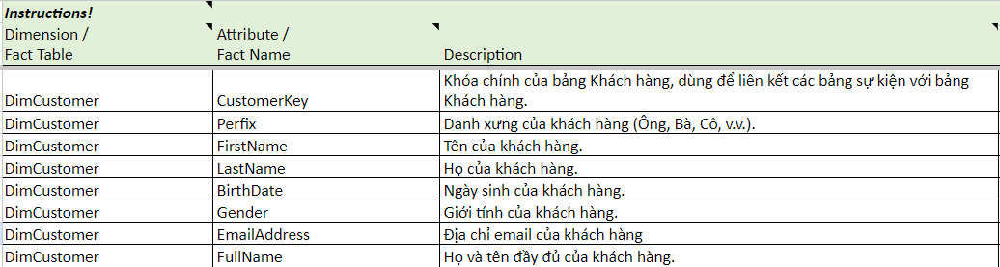 Instructions!
Dimension / Attribute /
Fact Table Fact Name Description
Khóa chính của bảng Khách hàng, dùng để liên kết các bảng sự kiện với bảng
DimCustomer CustomerKey Khách hàng.
DimCustomer Perfix Danh xưng của khách hàng (Ông, Bà, Cô, v.v.).
DimCustomer FirstName Tên của khách hàng.
DimCustomer LastName Họ của khách hàng.
DimCustomer BirthDate Ngày sinh của khách hàng.
DimCustomer Gender Giới tính của khách hàng.
DimCustomer EmailAddress Địa chỉ email của khách hàng
DimCustomer FullName Họ và tên đầy đủ của khách hàng.